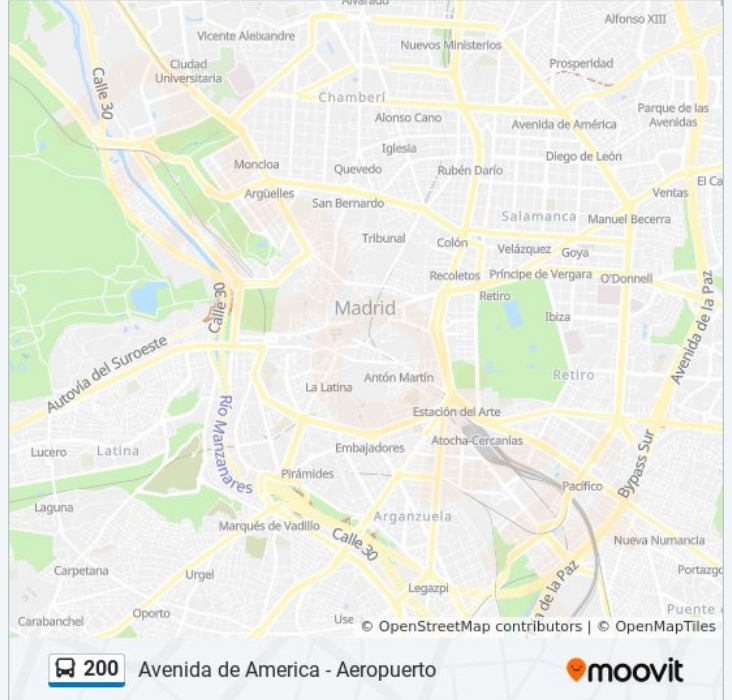 Alvarado
Alfonso XIII
Vicente Aleixandre
Nuevos Ministerios
Ciudad
Universitaria
Prosperidad
Calle 30
Chamberí
Parque de las
Avenidas
Alonso Cano
Avenida de América
Iglesia
Diego de León
Moncloa
Quevedo
Rubén Darío
El Ca
Argüelles
Ventas
San Bernardo
Salamanca
Manuel Becerra
Tribunal
Colón
Velázquez
Goya
Recoletos
Príncipe de Vergara
O'Donnell
Calle 30
Retiro
Madrid
Ibiza
Avenida de la Paz
Autovía del Suroeste
Retiro
Antón Martín
La Latina
Estación del Arte
Río Manzanares
Atocha-Cercanías
Lucero
Latina
Embajadores
Bypass Sur
Pirámides
Pacífico
Laguna
Arganzuela
Marqués de Vadillo
Calle 30
Nueva Numancia
Carpetana
Urgel
Portazgo
a de la Paz
Legazpi
Oporto
Puente
Carabanchel
Use
© OpenStreetMap contributors | © OpenMapTiles
200 Avenida de America - Aeropuerto
moovit